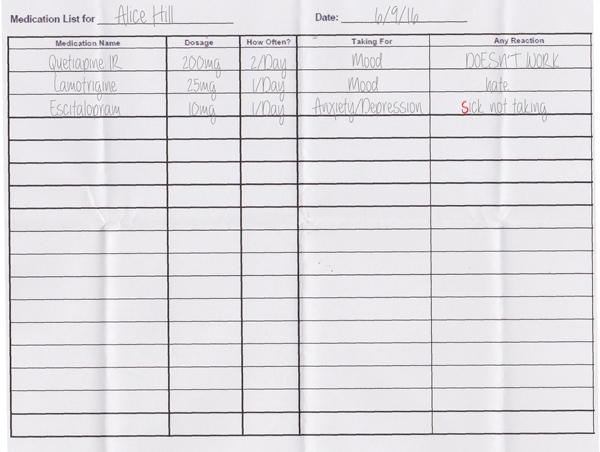 Medication List for Alice Hill Date: 6/9/16
Medication Name Dosage How Often? Taking For Any Reaction
Quetiapine IR 200mg 2/Day Mood DOESN'T WORK
Lamotrigine 25mg 1/Day Mood hate
Escitalopram 10mg 1/Day Anxiety/Depression sick not taking